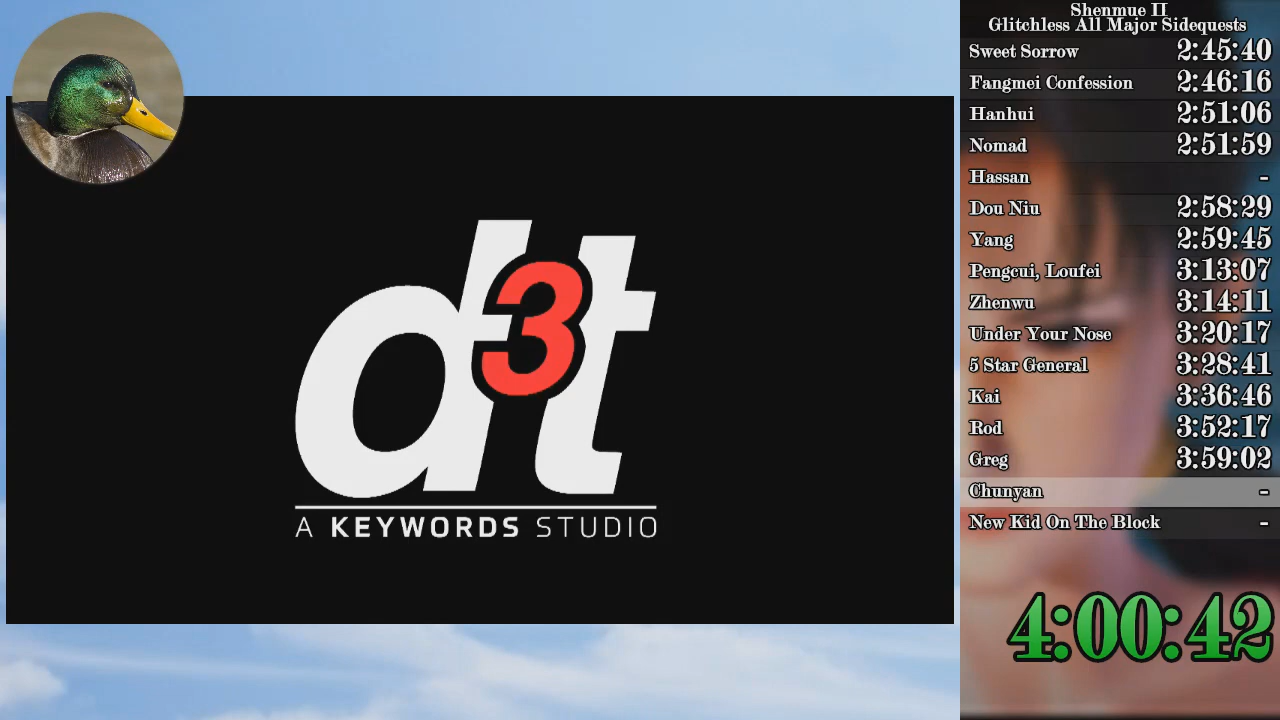 Shenmue II
Glitchless All Major Sidequests
Sweet Sorrow 2:45:40
Fangmei Confession 2:46:16
Hanhui 2:51:06
Nomad 2:51:59
Hassan -
Dou Niu 2:58:29
Yang 2:59:45
Pengcui, Loufei 3:13:07
Zhenwu 3:14:11
Under Your Nose 3:20:17
5 Star General 3:28:41
Kai 3:36:46
Rod 3:52:17
Greg 3:59:02
Chunyan -
New Kid On The Block -
4:00:42
d3t
A KEYWORDS STUDIO